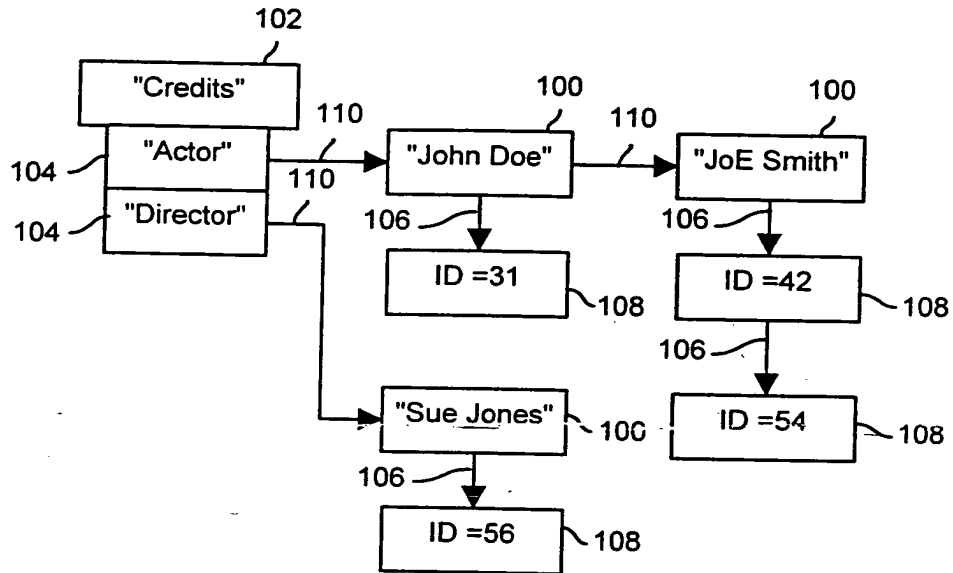 102
"Credits"
100
100
110
110
104
"Actor"
"John Doe"
"JoE Smith"
110
104
"Director"
106
106
ID =31
ID =42
108
108
106
"Sue Jones"
100
ID =54
108
106
ID =56
108